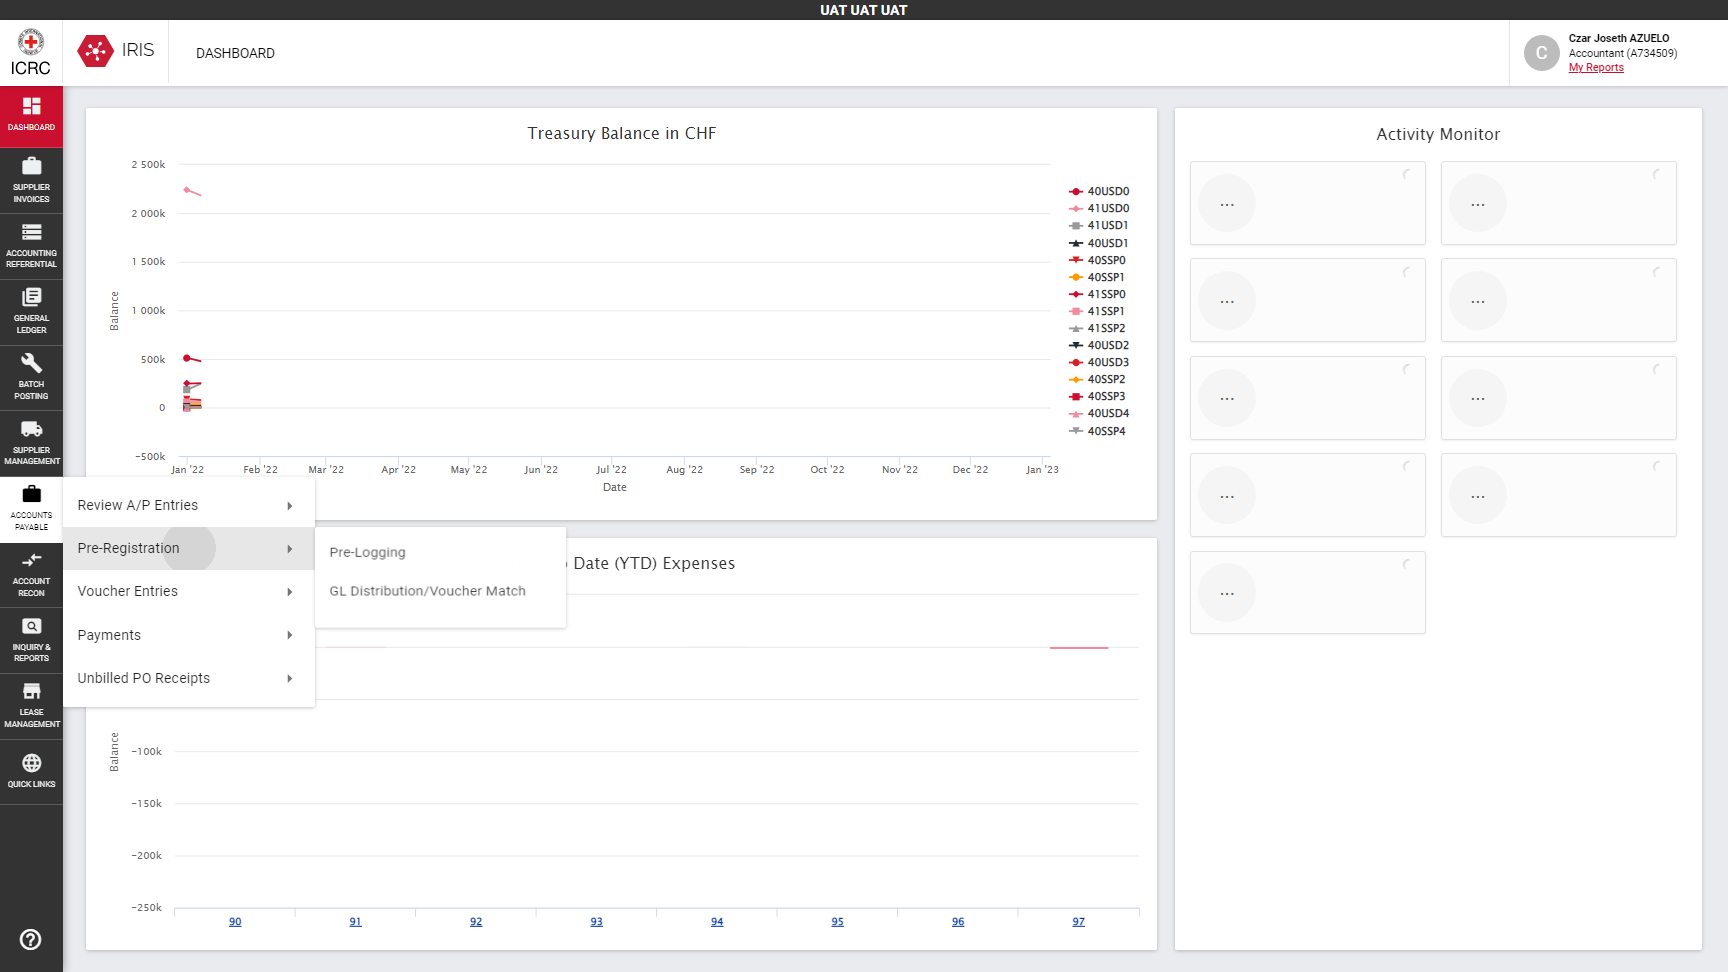 UAT UAT UAT
ICRC
IRIS
DASHBOARD
C
Czar Joseth AZUELO
Accountant (A734509)
My Reports
DASHBOARD
SUPPLIER
INVOICES
ACCOUNTING
REFERENTIAL
GENERAL
LEDGER
BATCH
POSTING
SUPPLIER
MANAGEMENT
ACCOUNTS
PAYABLE
ACCOUNT
RECON
INQUIRY &
REPORTS
LEASE
MANAGEMENT
QUICK LINKS
Treasury Balance in CHF
Balance
2 500k
2 000k
1 500k
1 000k
500k
0
-500k
Jan '22
Feb '22
Mar '22
Apr '22
May '22
Jun '22
Jul '22
Aug '22
Sep '22
Oct '22
Nov '22
Dec '22
Jan '23
Date
40USD0
41USD0
41USD1
40USD1
40SSP0
40SSP1
41SSP0
41SSP1
41SSP2
40USD2
40USD3
40SSP2
40SSP3
40USD4
40SSP4
Review A/P Entries
Pre-Registration
Voucher Entries
Payments
Unbilled PO Receipts
Pre-Logging
GL Distribution/Voucher Match
Date (YTD) Expenses
Balance
-100k
-150k
-200k
-250k
90
91
92
93
94
95
96
97
Activity Monitor
...
...
...
...
...
...
...
...
...